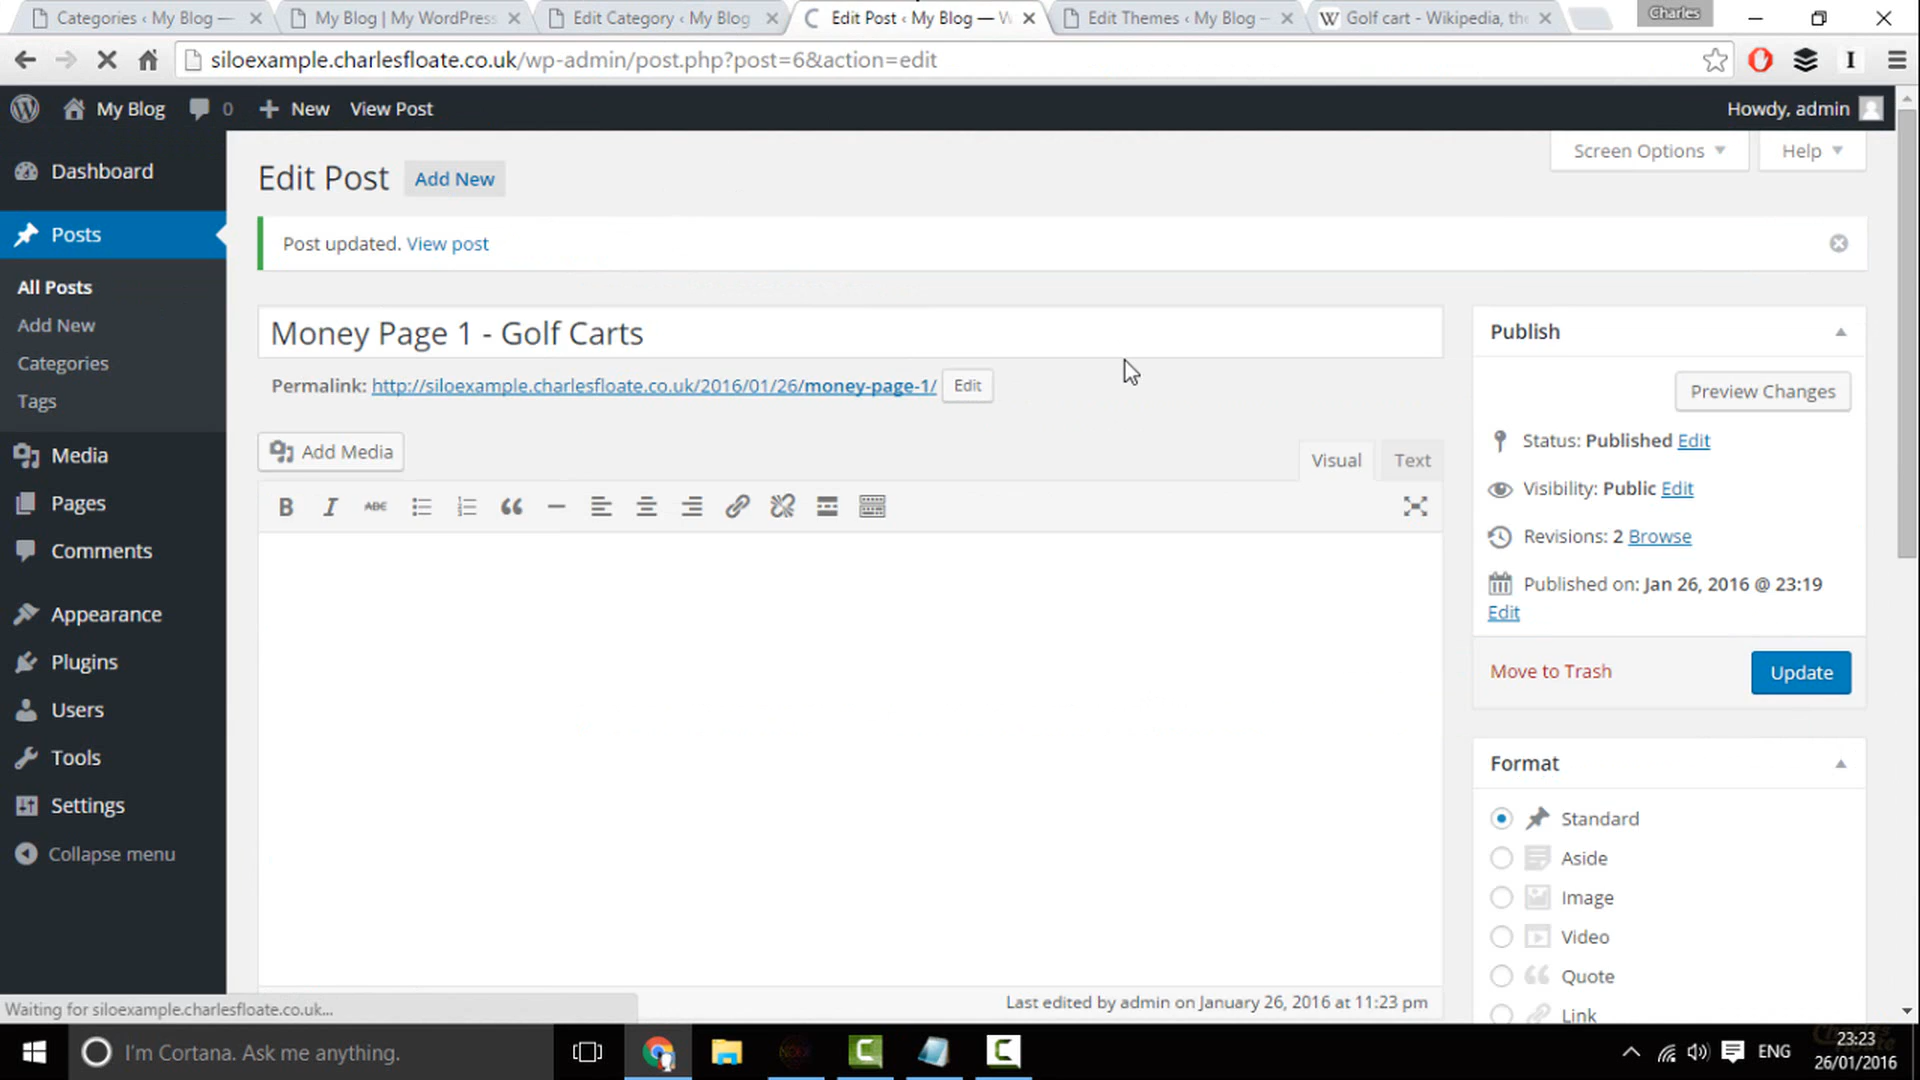 Categories ‹ My Blog —
My Blog | My WordPress
Edit Category ‹ My Blog
Edit Post ‹ My Blog — W
Edit Themes ‹ My Blog —
W Golf cart - Wikipedia, the
Charles
siloexample.charlesfloate.co.uk/wp-admin/post.php?post=6&action=edit
My Blog
0
New
View Post
Howdy, admin
Screen Options
Help
Dashboard
Posts
All Posts
Add New
Categories
Tags
Media
Pages
Comments
Appearance
Plugins
Users
Tools
Settings
Collapse menu
Edit Post
Add New
Post updated. View post
Money Page 1 - Golf Carts
Permalink: http://siloexample.charlesfloate.co.uk/2016/01/26/money-page-1/ Edit
Add Media
Visual
Text
B I ABC
Last edited by admin on January 26, 2016 at 11:23 pm
Publish
Preview Changes
Status: Published Edit
Visibility: Public Edit
Revisions: 2 Browse
Published on: Jan 26, 2016 @ 23:19
Edit
Move to Trash
Update
Format
Standard
Aside
Image
Video
Quote
Link
Waiting for siloexample.charlesfloate.co.uk...
I'm Cortana. Ask me anything.
ENG
23:23
26/01/2016